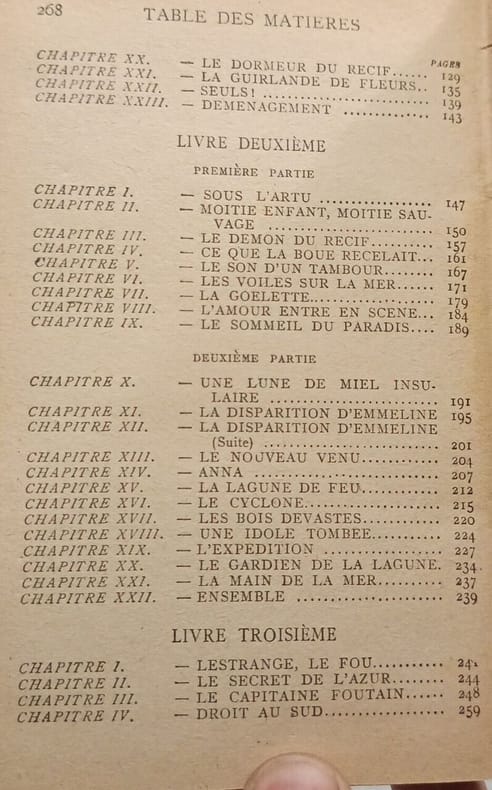 268 TABLE DES MATIERES
PAGES
CHAPITRE XX. — LE DORMEUR DU RECIF...... 129
CHAPITRE XXI. — LA GUIRLANDE DE FLEURS.. 135
CHAPITRE XXII. — SEULS! ............... 139
CHAPITRE XXIII. — DEMENAGEMENT ............. 143
LIVRE DEUXIÈME
PREMIÈRE PARTIE
CHAPITRE I. — SOUS L'ARTU ................. 147
CHAPITRE II. — MOITIE ENFANT, MOITIE SAU-
VAGE ......................... 150
CHAPITRE III. — LE DEMON DU RECIF.......... 157
CHAPITRE IV. — CE QUE LA BOUE RECELAIT... 161
CHAPITRE V. — LE SON D'UN TAMBOUR........ 167
CHAPITRE VI. — LES VOILES SUR LA MER...... 171
CHAPITRE VII. — LA GOELETTE.................. 179
CHAPITRE VIII. — L'AMOUR ENTRE EN SCENE... 184
CHAPITRE IX. — LE SOMMEIL DU PARADIS.... 189
DEUXIÈME PARTIE
CHAPITRE X. — UNE LUNE DE MIEL INSU-
LAIRE ......................... 191
CHAPITRE XI. — LA DISPARITION D'EMMELINE 195
CHAPITRE XII. — LA DISPARITION D'EMMELINE
(Suite) .......................... 201
CHAPITRE XIII. — LE NOUVEAU VENU............ 204
CHAPITRE XIV. — ANNA ........................... 207
CHAPITRE XV. — LA LAGUNE DE FEU............ 212
CHAPITRE XVI. — LE CYCLONE.................... 215
CHAPITRE XVII. — LES BOIS DEVASTES........... 220
CHAPITRE XVIII. — UNE IDOLE TOMBEE.......... 224
CHAPITRE XIX. — L'EXPEDITION ................. 227
CHAPITRE XX. — LE GARDIEN DE LA LAGUNE. 234
CHAPITRE XXI. — LA MAIN DE LA MER......... 237
CHAPITRE XXII. — ENSEMBLE ..................... 239
LIVRE TROISIÈME
CHAPITRE I. — LESTRANGE, LE FOU........... 241
CHAPITRE II. — LE SECRET DE L'AZUR........ 244
CHAPITRE III. — LE CAPITAINE FOUTAIN...... 248
CHAPITRE IV. — DROIT AU SUD................. 259